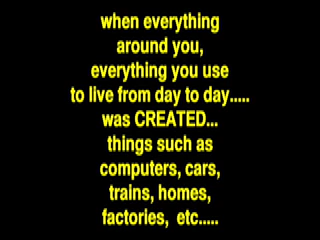 when everything
around you,
everything you use
to live from day to day.....
was CREATED...
things such as
computers, cars,
trains, homes,
factories,  etc.....